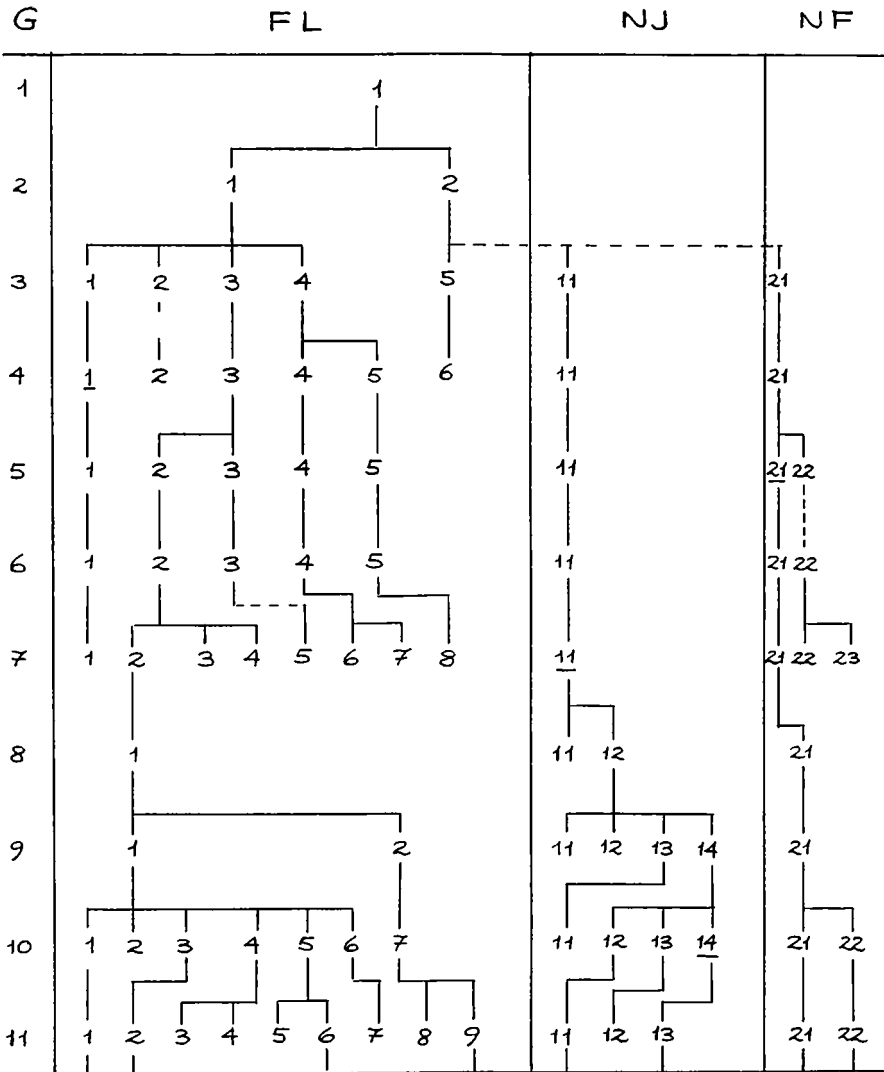 G FL NJ NF
1 1
2 1 2
3 1 2 3 4 5 11 21
4 1 2 3 4 5 6 11 21
5 1 2 3 4 5 11 21 22
6 1 2 3 4 5 11 21 22
7 1 2 3 4 5 6 7 8 11 21 22 23
8 1 11 12 21
9 1 2 11 12 13 14 21
10 1 2 3 4 5 6 7 11 12 13 14 21 22
11 1 2 3 4 5 6 7 8 9 11 12 13 21 22